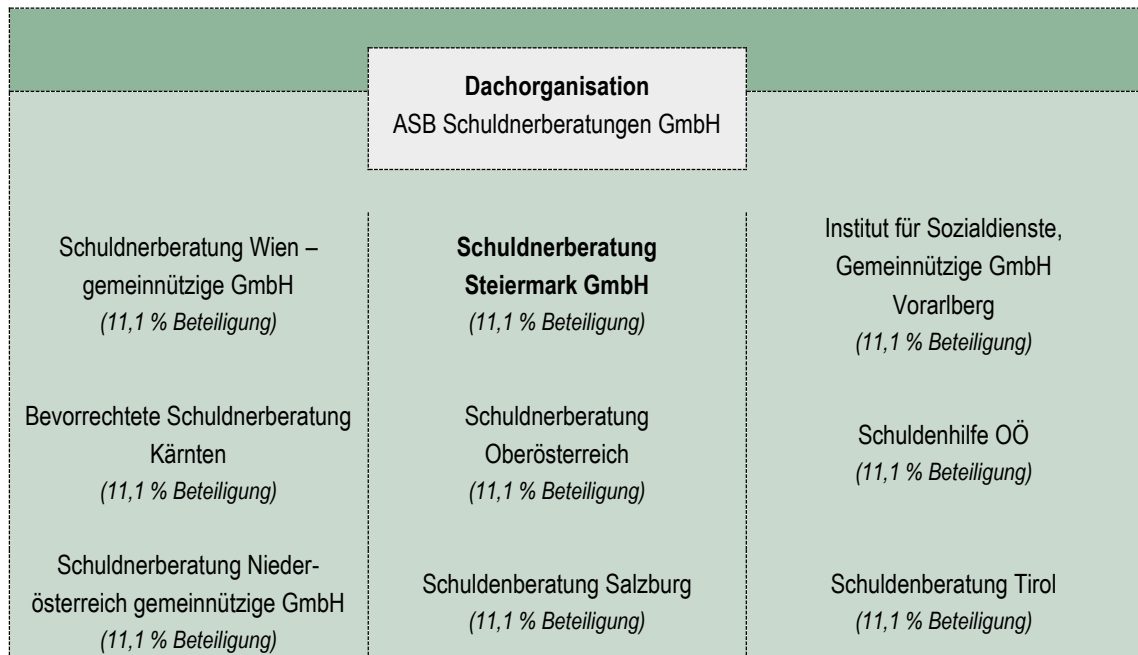 Dachorganisation
ASB Schuldnerberatungen GmbH
Schuldnerberatung Wien –
gemeinnützige GmbH
(11,1 % Beteiligung)
Schuldnerberatung
Steiermark GmbH
(11,1 % Beteiligung)
Institut für Sozialdienste,
Gemeinnützige GmbH
Vorarlberg
(11,1 % Beteiligung)
Bevorrechtete Schuldnerberatung
Kärnten
(11,1 % Beteiligung)
Schuldnerberatung
Oberösterreich
(11,1 % Beteiligung)
Schuldenhilfe OÖ
(11,1 % Beteiligung)
Schuldnerberatung Nieder-
österreich gemeinnützige GmbH
(11,1 % Beteiligung)
Schuldenberatung Salzburg
(11,1 % Beteiligung)
Schuldenberatung Tirol
(11,1 % Beteiligung)